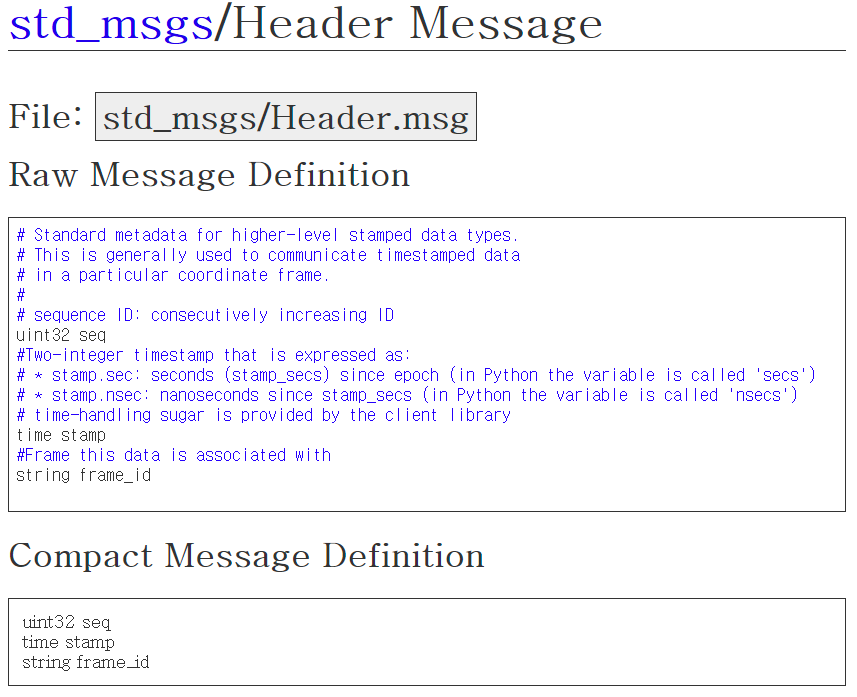 std_msgs/Header Message
File: std_msgs/Header.msg
Raw Message Definition
# Standard metadata for higher-level stamped data types.
# This is generally used to communicate timestamped data
# in a particular coordinate frame.
#
# sequence ID: consecutively increasing ID
uint32 seq
#Two-integer timestamp that is expressed as:
# * stamp.sec: seconds (stamp_secs) since epoch (in Python the variable is called 'secs')
# * stamp.nsec: nanoseconds since stamp_secs (in Python the variable is called 'nsecs')
# time-handling sugar is provided by the client library
time stamp
#Frame this data is associated with
string frame_id
Compact Message Definition
uint32 seq
time stamp
string frame_id